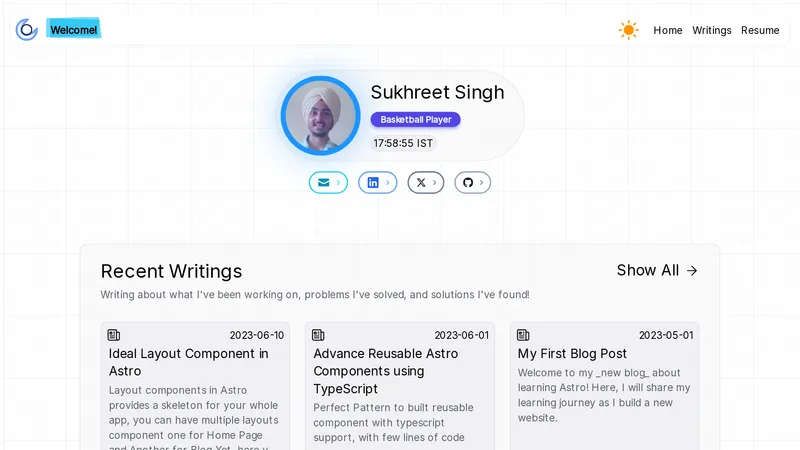 Welcome!
Home Writings Resume
Sukhreet Singh
Basketball Player
17:58:55 IST
Recent Writings
Show All
Writing about what I've been working on, problems I've solved, and solutions I've found!
2023-06-10
Ideal Layout Component in
Astro
Layout components in Astro
provides a skeleton for your whole
app, you can have multiple layouts
component one for Home Page
and Another for Blog Yet, here y
2023-06-01
Advance Reusable Astro
Components using
TypeScript
Perfect Pattern to built reusable
component with typescript
support, with few lines of code
2023-05-01
My First Blog Post
Welcome to my _new blog_ about
learning Astro! Here, I will share my
learning journey as I build a new
website.